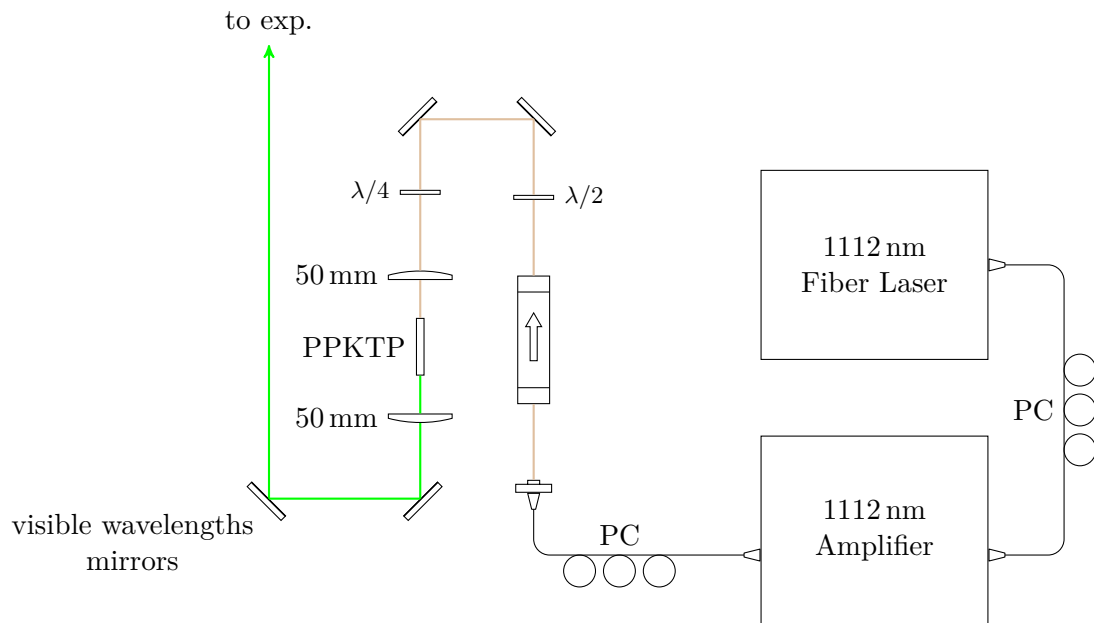 to exp.
λ/4
λ/2
50 mm
1112 nm
Fiber Laser
PPKTP
50 mm
PC
visible wavelengths
mirrors
PC
1112 nm
Amplifier